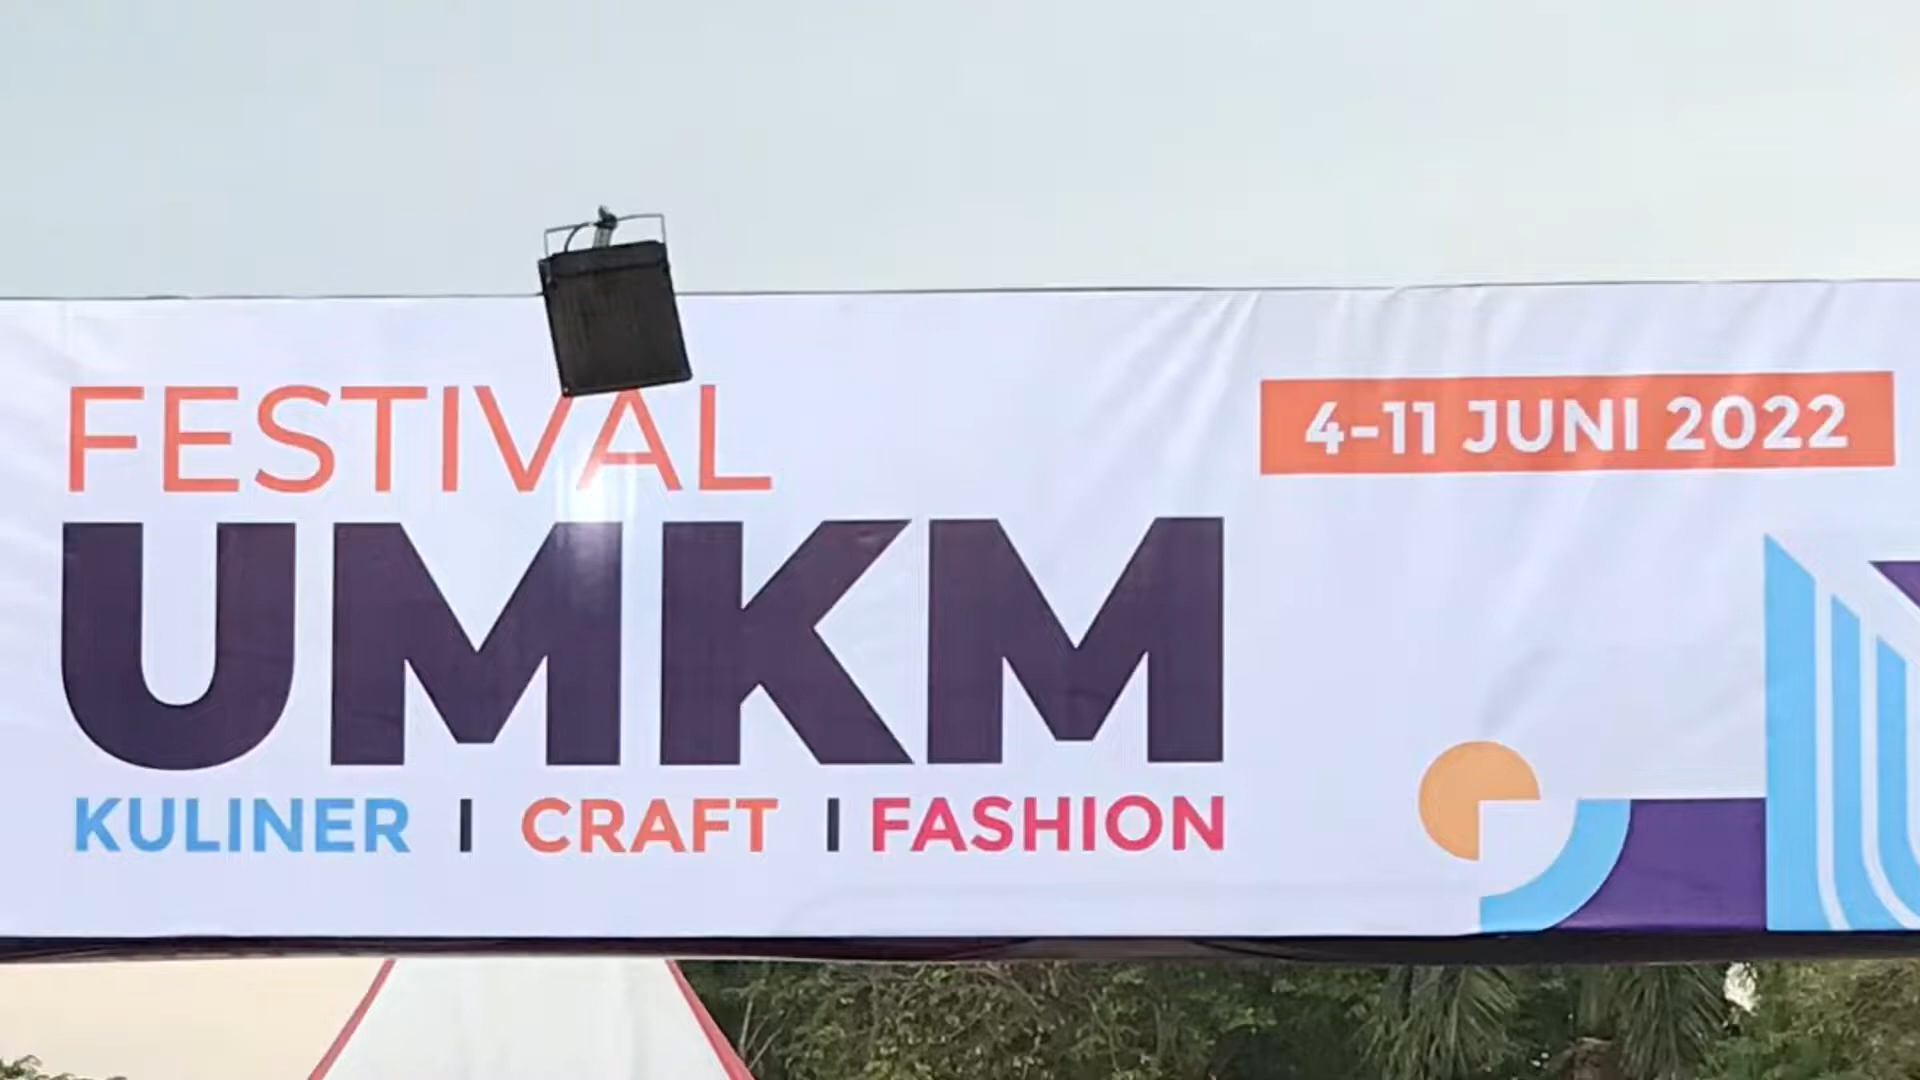 FESTIVAL
UMKM
KULINER | CRAFT | FASHION
4-11 JUNI 2022